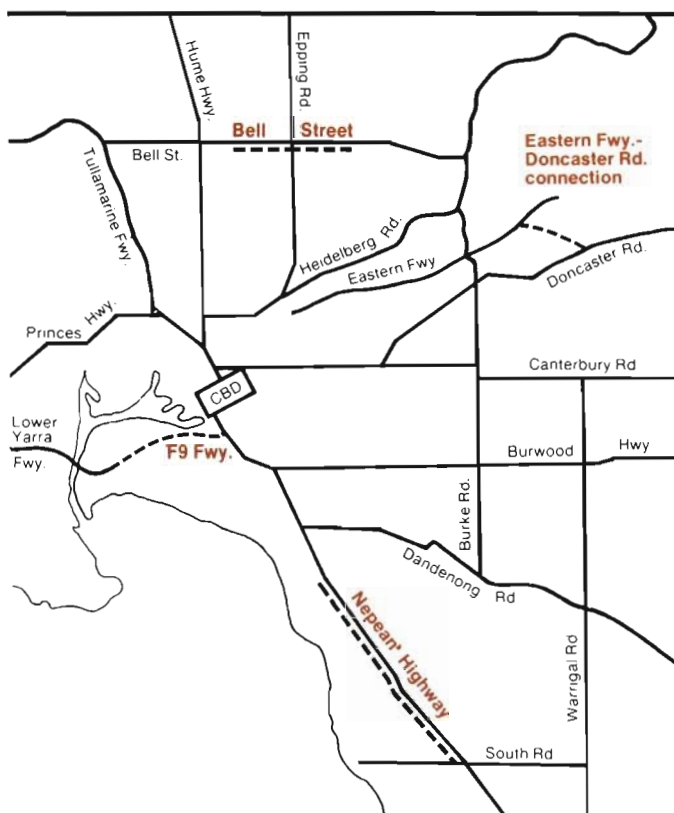 Hume Hwy.
Epping Rd.
Bell Street
Bell St.
Eastern Fwy.-
Doncaster Rd.
connection
Tullamarine Fwy.
Heidelberg Rd.
Eastern Fwy
Doncaster Rd.
Princes Hwy.
CBD
Canterbury Rd
Lower
Yarra
Fwy.
F9 Fwy.
Burwood Hwy
Burke Rd.
Dandenong Rd
Nepean' Highway
Warrigal Rd
South Rd